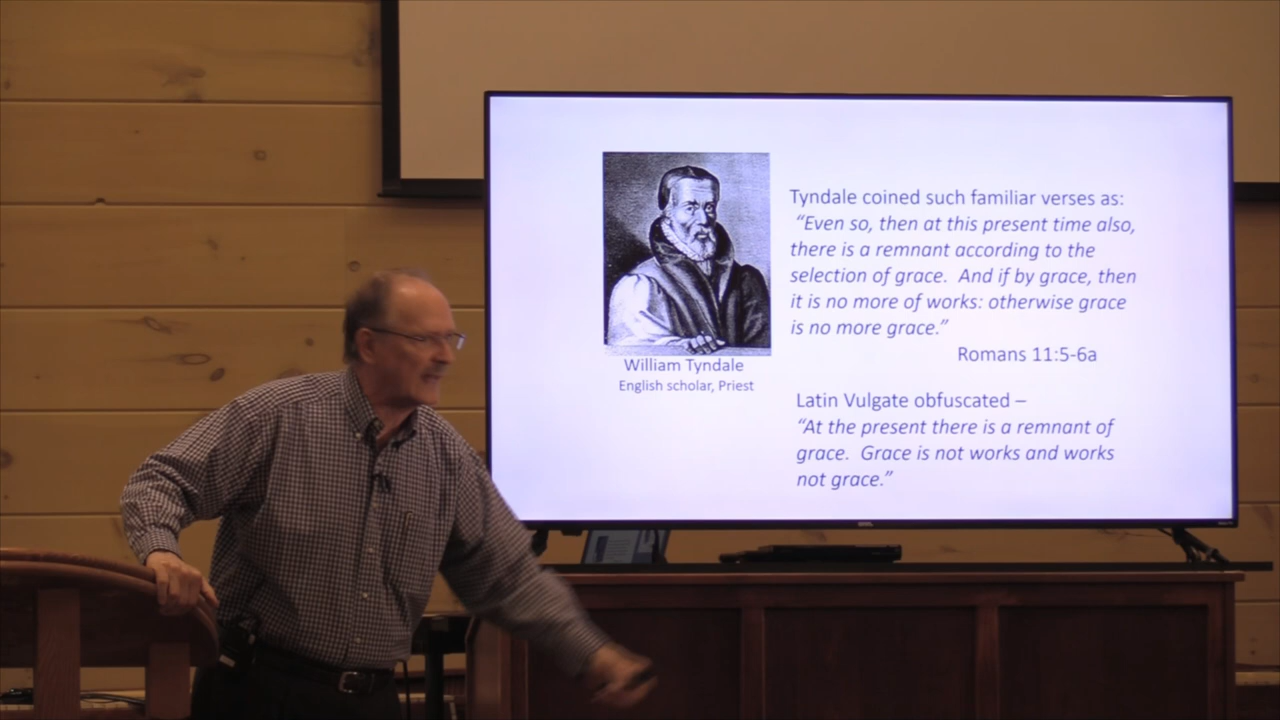 Tyndale coined such familiar verses as:
“Even so, then at this present time also,
there is a remnant according to the
selection of grace. And if by grace, then
it is no more of works: otherwise grace
is no more grace.”
Romans 11:5-6a
William Tyndale
English scholar, Priest
Latin Vulgate obfuscated –
“At the present there is a remnant of
grace. Grace is not works and works
not grace.”